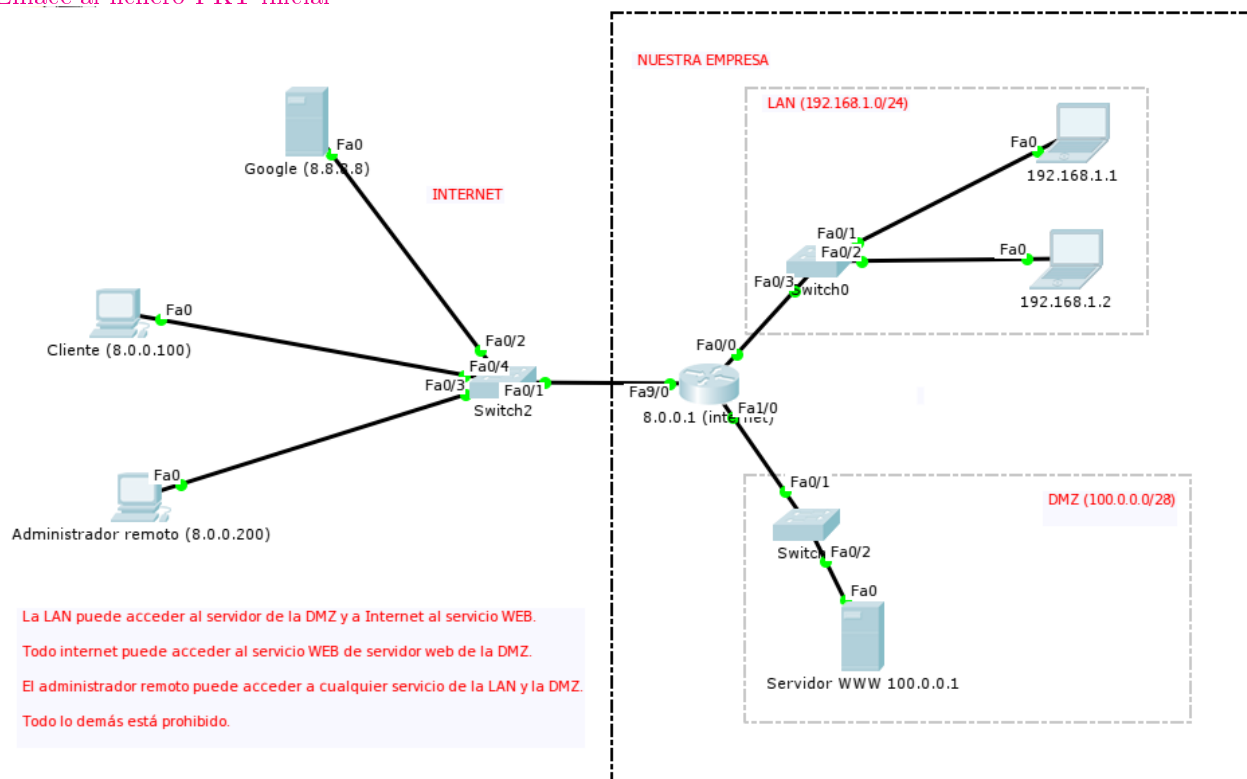 Enlace al fichero PKT inicial
NUESTRA EMPRESA
LAN (192.168.1.0/24)
Fa0
Google (8.8.8.8)
INTERNET
Fa0
192.168.1.1
Fa0/1
Fa0/2
Fa0
Fa0/3
Switch0
192.168.1.2
Fa0
Cliente (8.0.0.100)
Fa0/2
Fa0/4
Fa0/3
Fa0/1
Switch2
Fa0/0
Fa9/0
8.0.0.1 (internet)
Fa1/0
Fa0
Administrador remoto (8.0.0.200)
Fa0/1
DMZ (100.0.0.0/28)
Switch
Fa0/2
Fa0
Servidor WWW 100.0.0.1
La LAN puede acceder al servidor de la DMZ y a Internet al servicio WEB.
Todo internet puede acceder al servicio WEB de servidor web de la DMZ.
El administrador remoto puede acceder a cualquier servicio de la LAN y la DMZ.
Todo lo demás está prohibido.